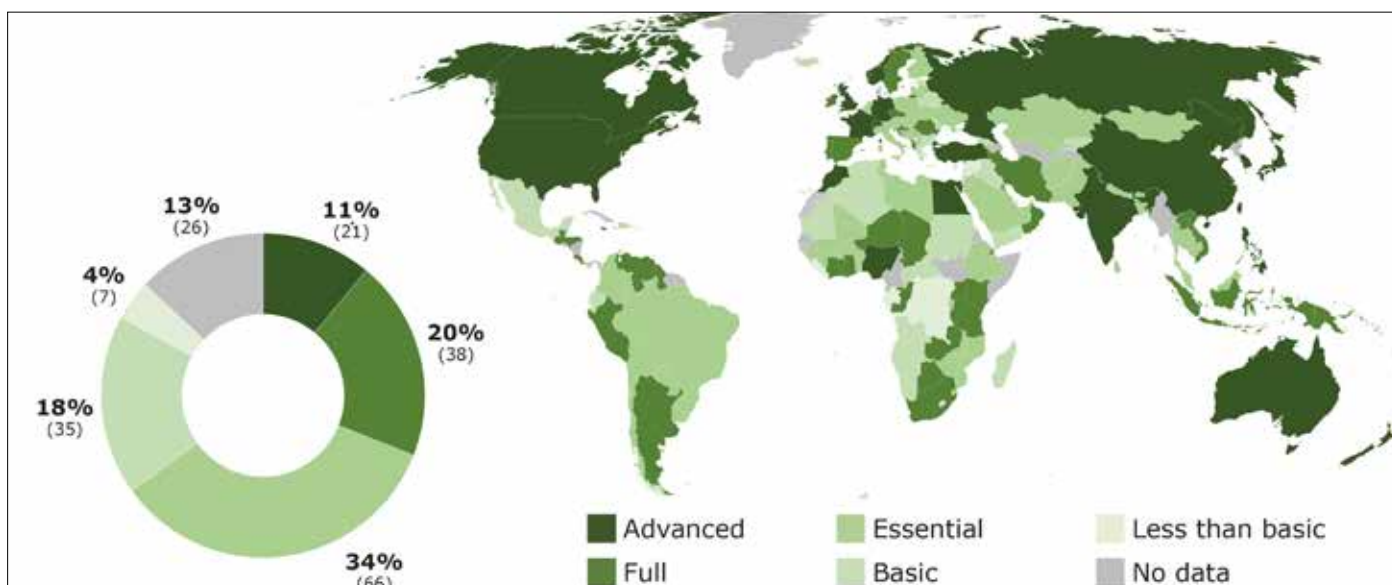 13%
(26)
11%
(21)
4%
(7)
20%
(38)
18%
(35)
34%
(66)
Advanced
Essential
Less than basic
Full
Basic
No data